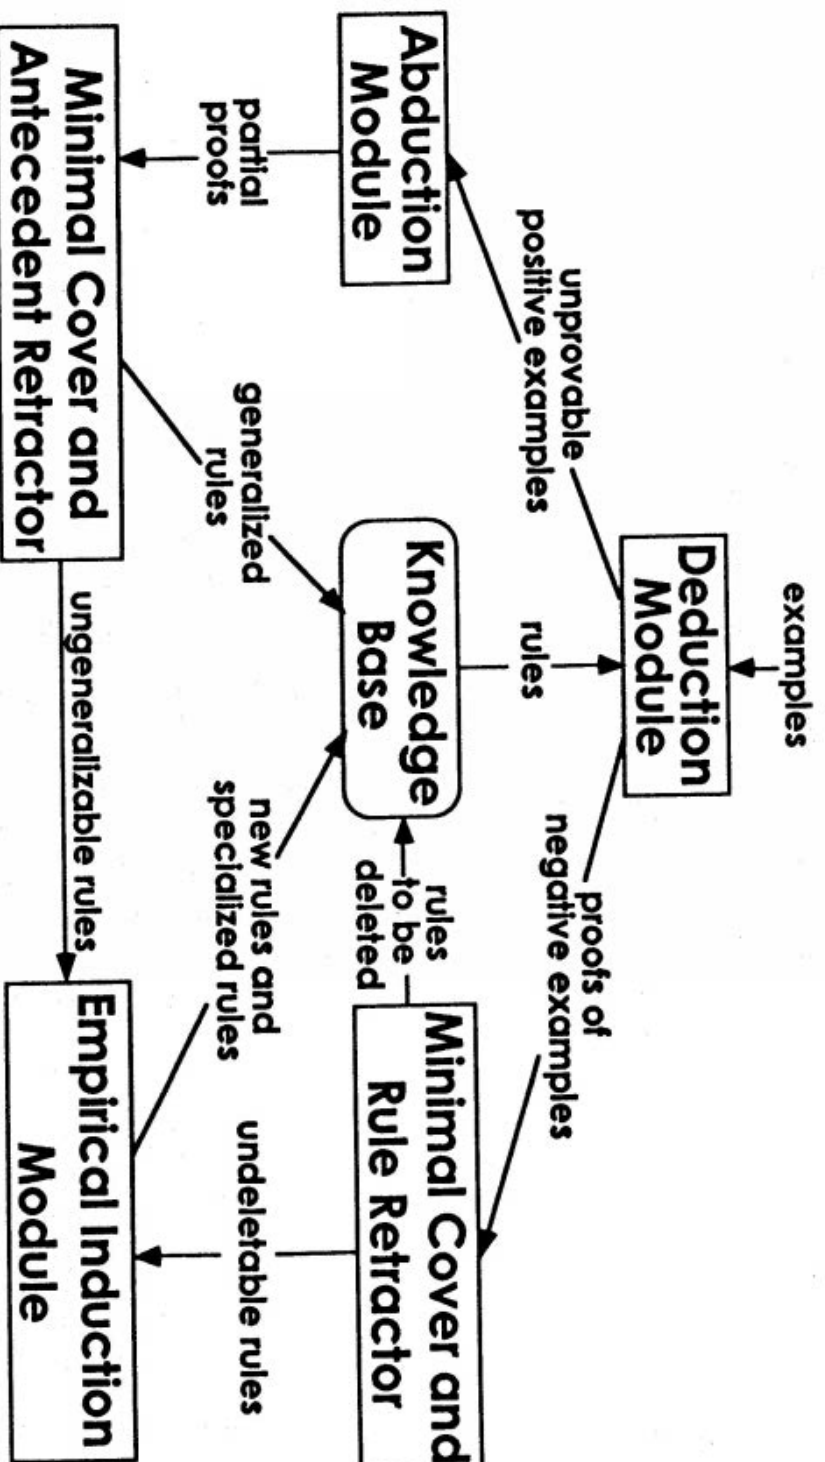 examples
Deduction
Module
unprovable
positive examples
proofs of
negative examples
rules
Abduction
Module
Knowledge
Base
rules
to be
deleted
Minimal Cover and
Rule Retractor
partial
proofs
generalized
rules
new rules and
specialized rules
undeletable rules
Minimal Cover and
Antecedent Retractor
ungeneralizable rules
Empirical Induction
Module